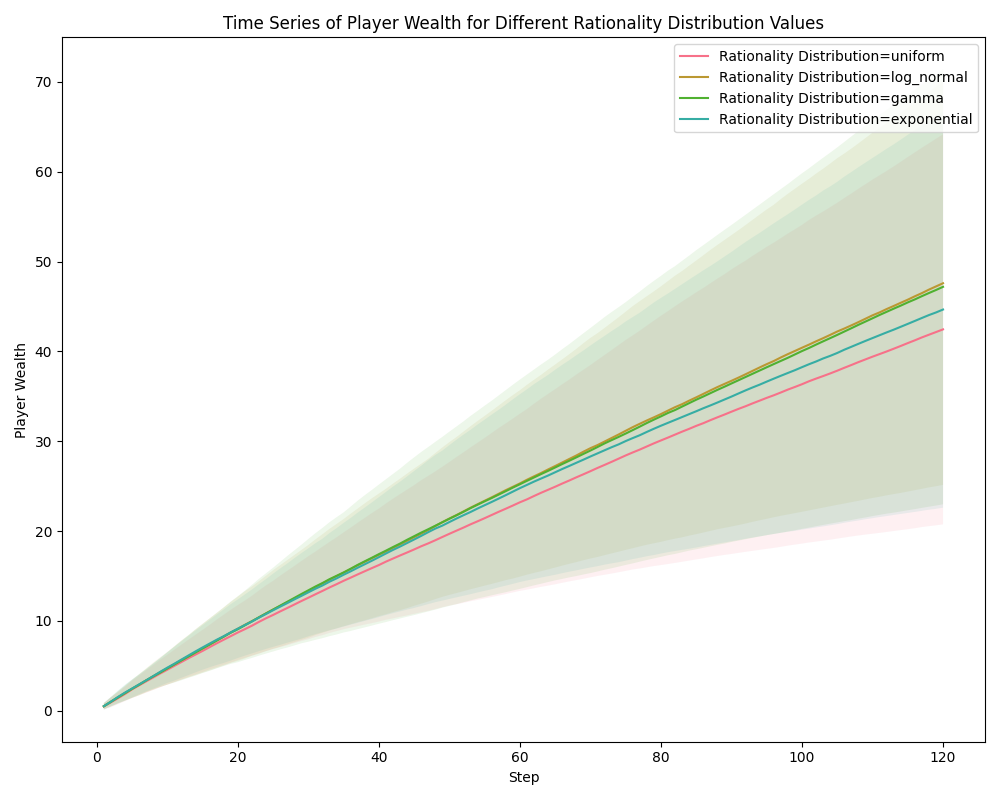 Time Series of Player Wealth for Different Rationality Distribution Values
Rationality Distribution=uniform
Rationality Distribution=log_normal
Rationality Distribution=gamma
Rationality Distribution=exponential
Player Wealth
70
60
50
40
30
20
10
0
0 20 40 60 80 100 120
Step